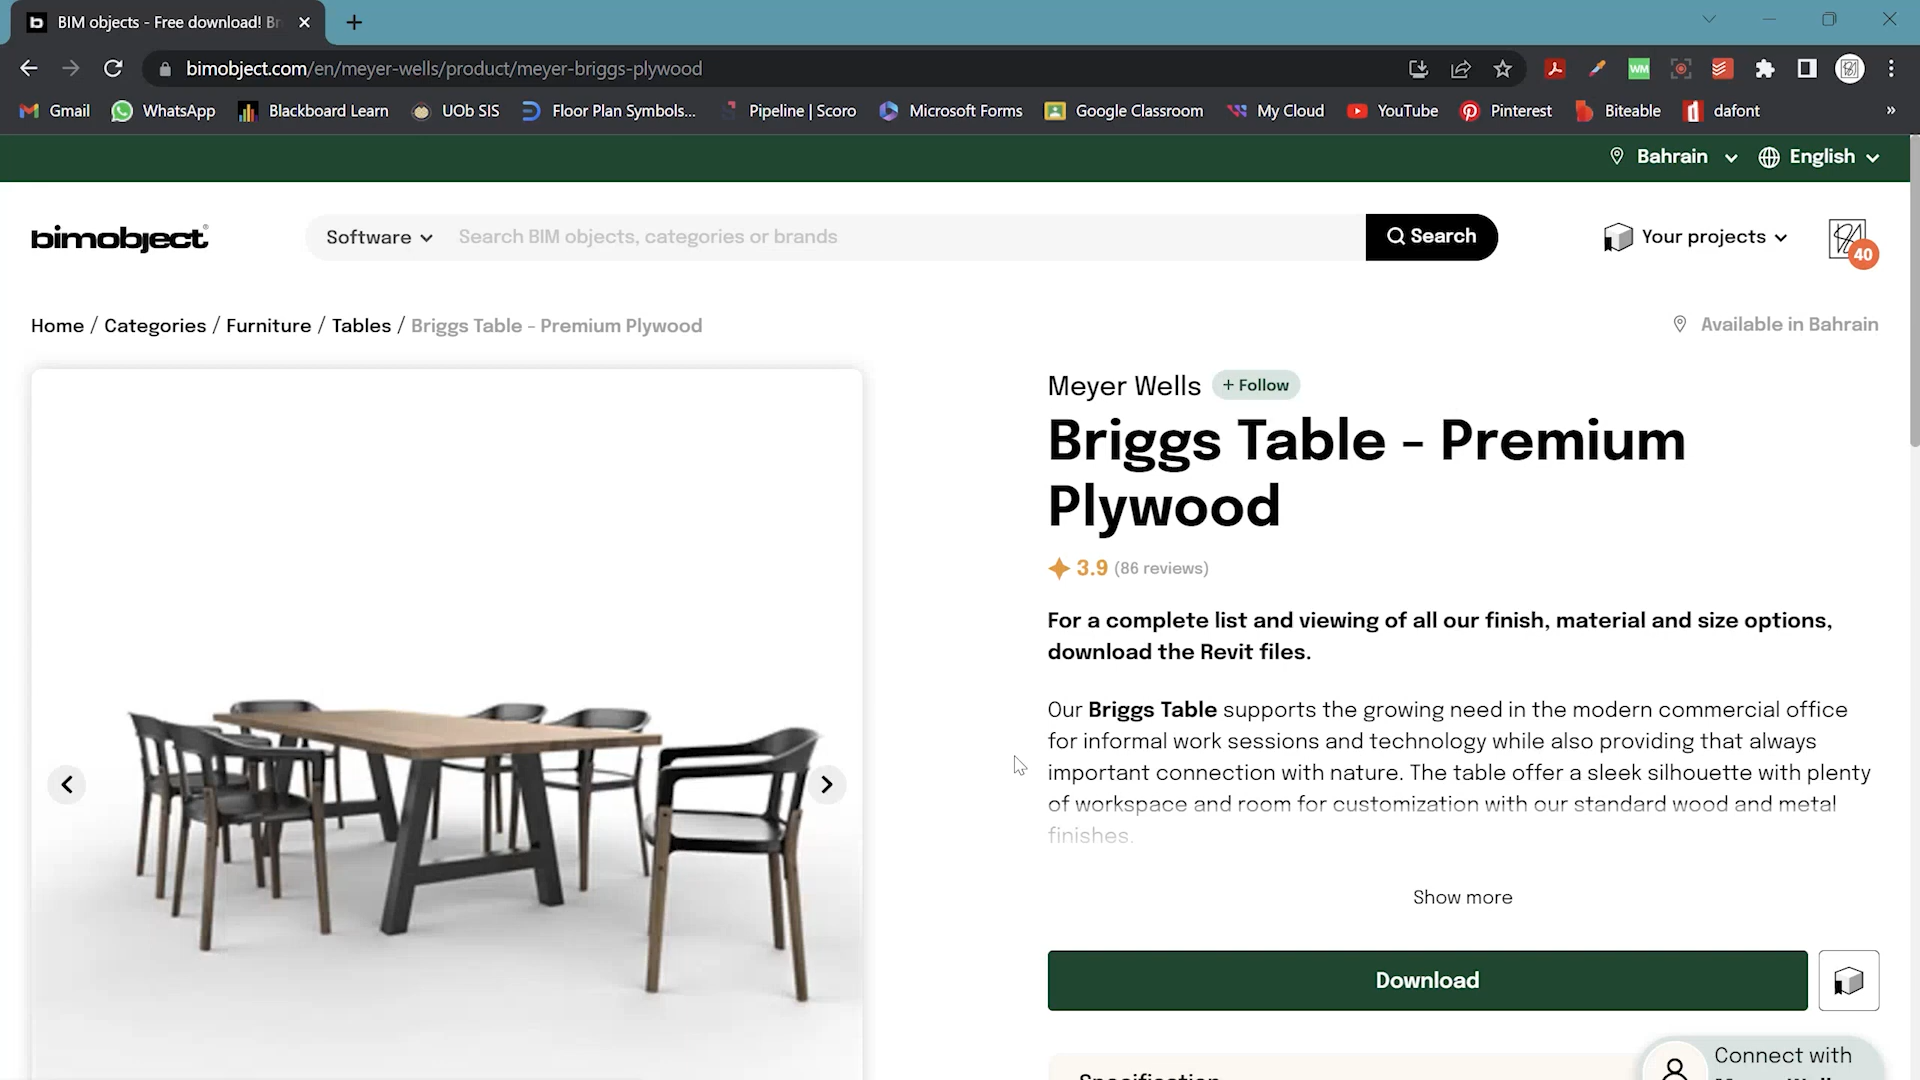 BIM objects - Free download! Br
bimobject.com/en/meyer-wells/product/meyer-briggs-plywood
WM
Gmail
WhatsApp
Blackboard Learn
UOb SIS
Floor Plan Symbols...
Pipeline | Scoro
Microsoft Forms
Google Classroom
My Cloud
YouTube
Pinterest
Biteable
dafont
»
Bahrain
English
bimobject®
Software
Search BIM objects, categories or brands
Search
Your projects
40
Home / Categories / Furniture / Tables / Briggs Table - Premium Plywood
Available in Bahrain
Meyer Wells
+ Follow
Briggs Table - Premium
Plywood
3.9 (86 reviews)
For a complete list and viewing of all our finish, material and size options,
download the Revit files.
Our Briggs Table supports the growing need in the modern commercial office
for informal work sessions and technology while also providing that always
important connection with nature. The table offer a sleek silhouette with plenty
of workspace and room for customization with our standard wood and metal
finishes.
Show more
Download
Specification
Connect with